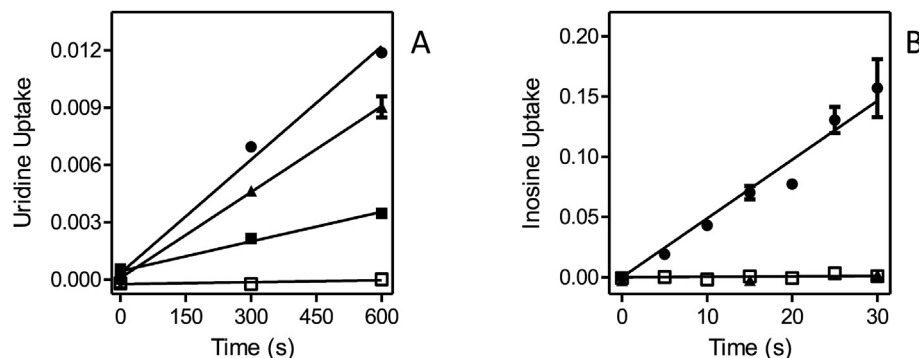 A
Uridine Uptake
0.012
0.009
0.006
0.003
0.000
0 150 300 450 600
Time (s)
B
Inosine Uptake
0.20
0.15
0.10
0.05
0.00
0 10 20 30
Time (s)